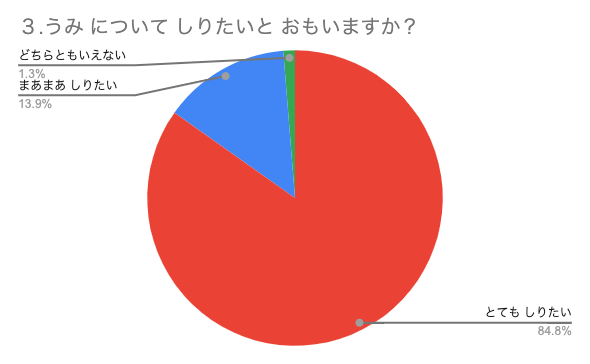 ３.うみ について しりたいと おもいますか？
どちらともいえない
1.3%
まあまあ しりたい
13.9%
とても しりたい
84.8%